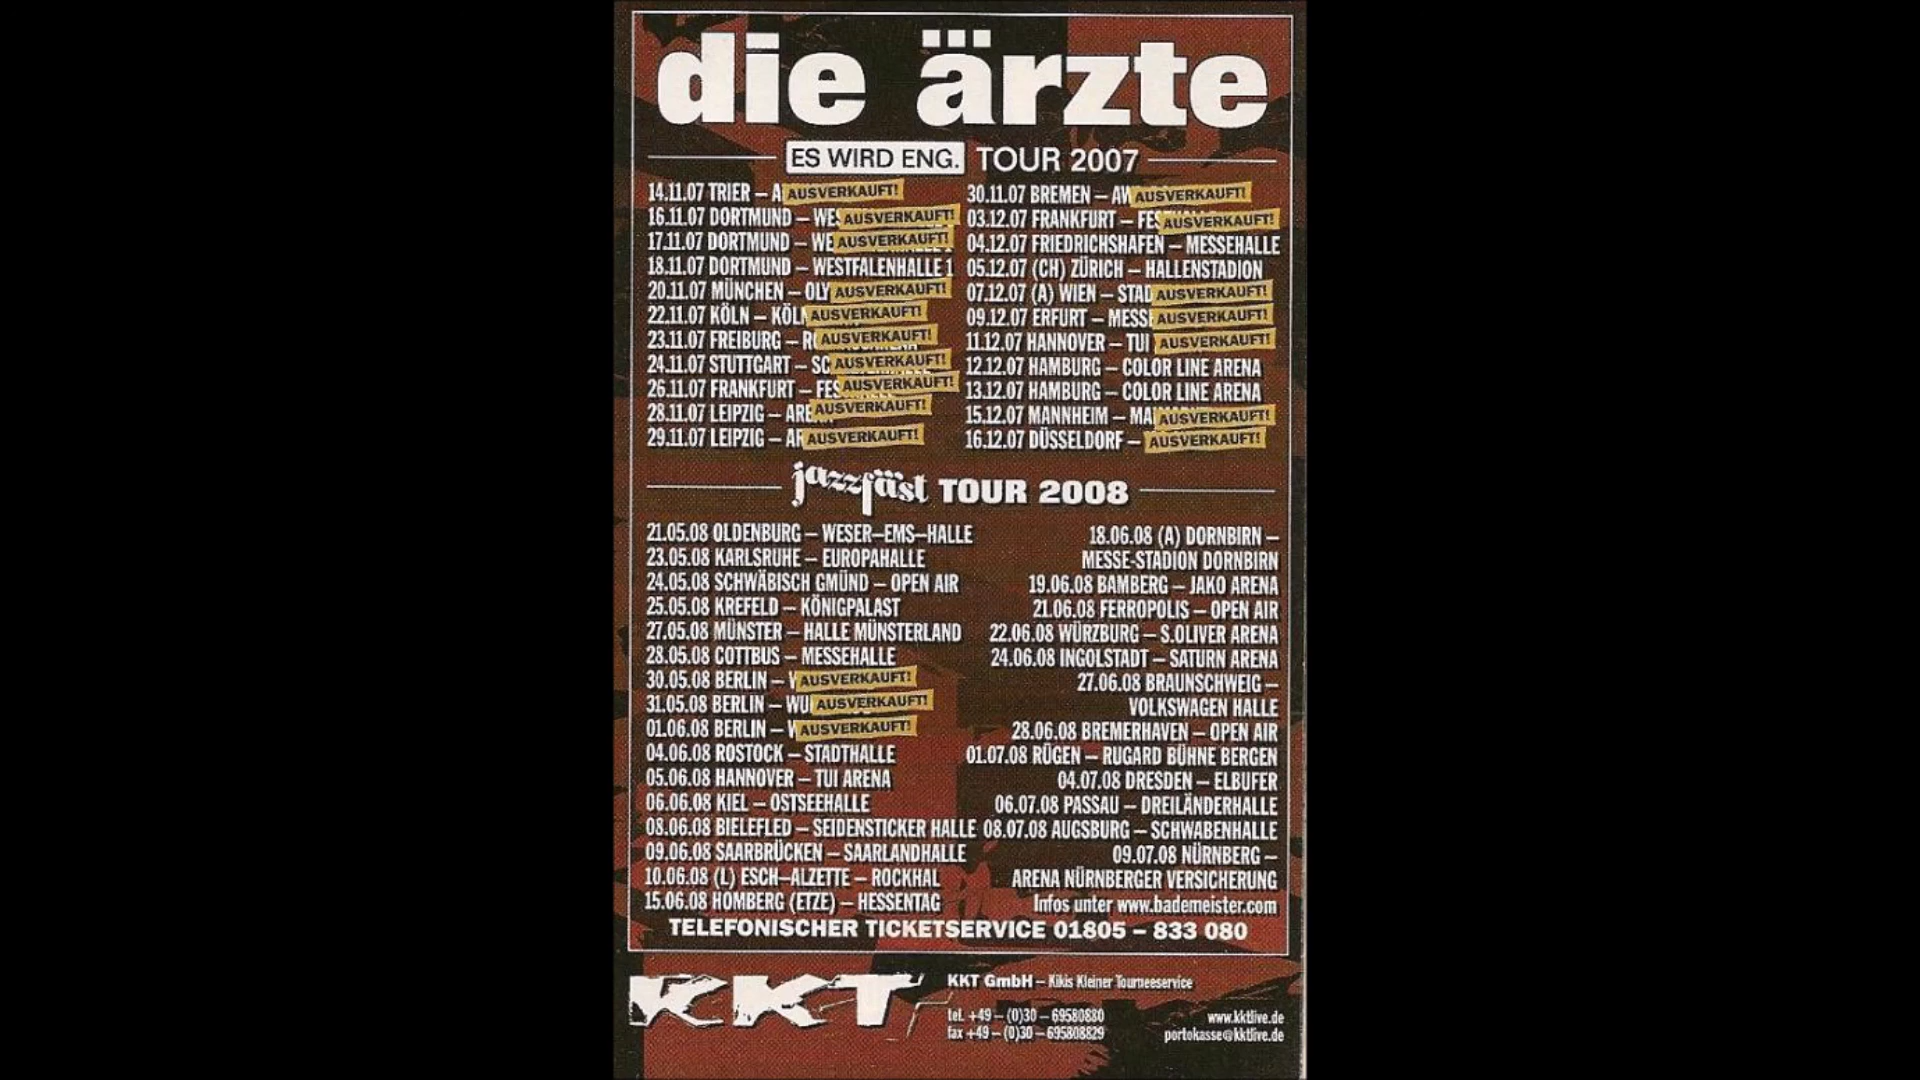 die ärzte
ES WIRD ENG. TOUR 2007
14.11.07 TRIER – A AUSVERKAUFT!
16.11.07 DORTMUND – WES AUSVERKAUFT!
17.11.07 DORTMUND – WE AUSVERKAUFT!
18.11.07 DORTMUND – WESTFALENHALLE 1
20.11.07 MÜNCHEN – OLY AUSVERKAUFT!
22.11.07 KÖLN – KÖLN AUSVERKAUFT!
23.11.07 FREIBURG – AUSVERKAUFT!
24.11.07 STUTTGART – SC AUSVERKAUFT!
26.11.07 FRANKFURT – FES AUSVERKAUFT!
28.11.07 LEIPZIG – ARE AUSVERKAUFT!
29.11.07 LEIPZIG – AR AUSVERKAUFT!
30.11.07 BREMEN – AW AUSVERKAUFT!
03.12.07 FRANKFURT – FES AUSVERKAUFT!
04.12.07 FRIEDRICHSHAFEN – MESSEHALLE
05.12.07 (CH) ZÜRICH – HALLENSTADION
07.12.07 (A) WIEN – STAD AUSVERKAUFT!
09.12.07 ERFURT – MESSE AUSVERKAUFT!
11.12.07 HANNOVER – TUI AUSVERKAUFT!
12.12.07 HAMBURG – COLOR LINE ARENA
13.12.07 HAMBURG – COLOR LINE ARENA
15.12.07 MANNHEIM – MA AUSVERKAUFT!
16.12.07 DÜSSELDORF – AUSVERKAUFT!
jazzfäst TOUR 2008
21.05.08 OLDENBURG – WESER–EMS–HALLE
23.05.08 KARLSRUHE – EUROPAHALLE
24.05.08 SCHWÄBISCH GMÜND – OPEN AIR
25.05.08 KREFELD – KÖNIGPALAST
27.05.08 MÜNSTER – HALLE MÜNSTERLAND
28.05.08 COTTBUS – MESSEHALLE
30.05.08 BERLIN – AUSVERKAUFT!
31.05.08 BERLIN – WU AUSVERKAUFT!
01.06.08 BERLIN – AUSVERKAUFT!
04.06.08 ROSTOCK – STADTHALLE
05.06.08 HANNOVER – TUI ARENA
06.06.08 KIEL – OSTSEEHALLE
08.06.08 BIELEFLED – SEIDENSTICKER HALLE
09.06.08 SAARBRÜCKEN – SAARLANDHALLE
10.06.08 (L) ESCH–ALZETTE – ROCKHAL
15.06.08 HOMBERG (ETZE) – HESSENTAG
18.06.08 (A) DORNBIRN –
MESSE-STADION DORNBIRN
19.06.08 BAMBERG – JAKO ARENA
21.06.08 FERROPOLIS – OPEN AIR
22.06.08 WÜRZBURG – S.OLIVER ARENA
24.06.08 INGOLSTADT – SATURN ARENA
27.06.08 BRAUNSCHWEIG –
VOLKSWAGEN HALLE
28.06.08 BREMERHAVEN – OPEN AIR
01.07.08 RÜGEN – RUGARD BÜHNE BERGEN
04.07.08 DRESDEN – ELBUFER
06.07.08 PASSAU – DREILÄNDERHALLE
08.07.08 AUGSBURG – SCHWABENHALLE
09.07.08 NÜRNBERG –
ARENA NÜRNBERGER VERSICHERUNG
Infos unter www.bademeister.com
TELEFONISCHER TICKETSERVICE 01805 – 833 080
KKT
KKT GmbH – Kikis Kleiner Tourneeservice
tel. +49 – (0)30 – 69580880
fax +49 – (0)30 – 695808829
www.kktlive.de
portokasse@kktlive.de